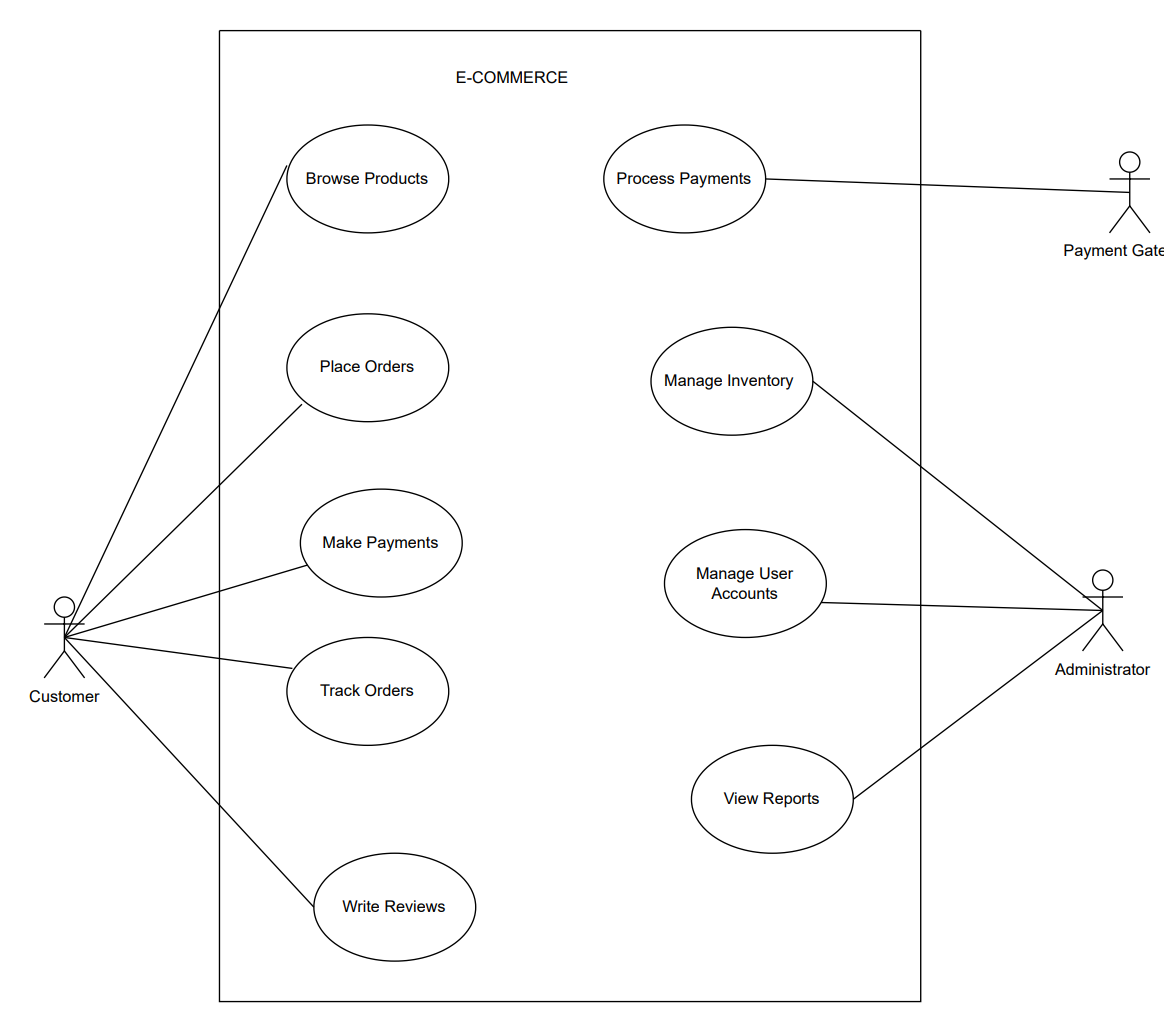 E-COMMERCE
Browse Products
Process Payments
Payment Gate
Place Orders
Manage Inventory
Make Payments
Manage User
Accounts
Track Orders
Administrator
Customer
View Reports
Write Reviews